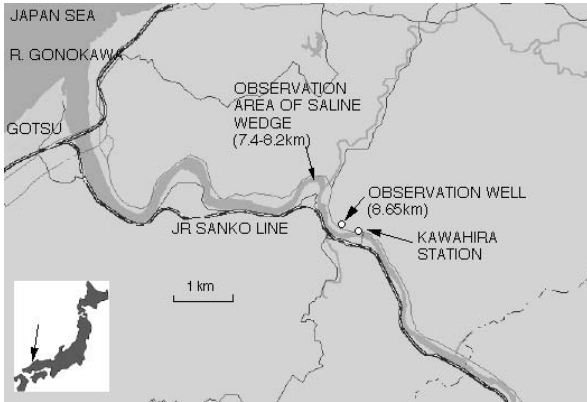 JAPAN SEA
R. GONOKAWA
GOTSU
OBSERVATION
AREA OF SALINE
WEDGE
(7.4-8.2km)
OBSERVATION WELL
(8.65km)
KAWAHIRA
STATION
JR SANKO LINE
1 km